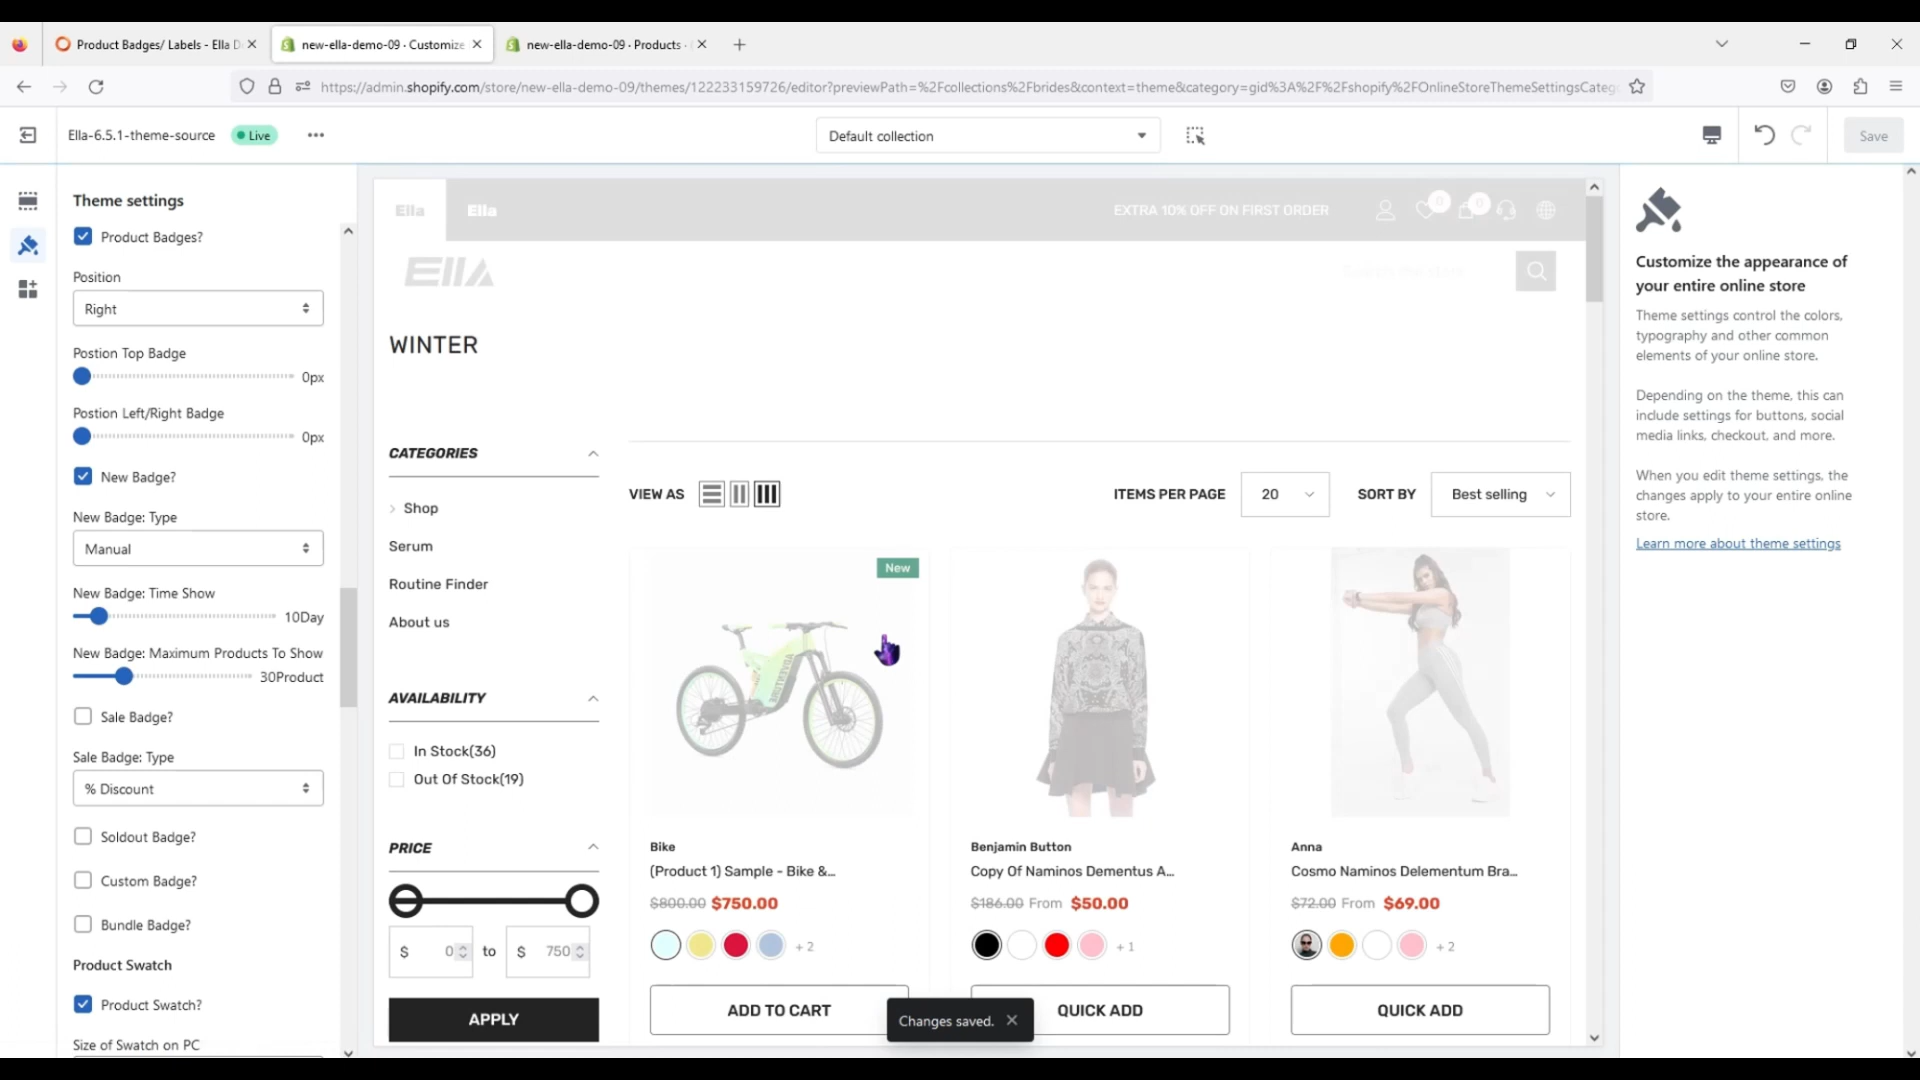 Product Badges/ Labels - Ella D
new-ella-demo-09 · Customize
new-ella-demo-09 · Products ·
https://admin.shopify.com/store/new-ella-demo-09/themes/122233159726/editor?previewPath=%2Fcollections%2Fbrides&context=theme&category=gid%3A%2F%2Fshopify%2FOnlineStoreThemeSettingsCateg
Ella-6.5.1-theme-source
Live
Default collection
Save
Theme settings
Product Badges?
Position
Right
Postion Top Badge
0px
Postion Left/Right Badge
0px
New Badge?
New Badge: Type
Manual
New Badge: Time Show
10Day
New Badge: Maximum Products To Show
30Product
Sale Badge?
Sale Badge: Type
% Discount
Soldout Badge?
Custom Badge?
Bundle Badge?
Product Swatch
Product Swatch?
Size of Swatch on PC
Ella
Ella
EXTRA 10% OFF ON FIRST ORDER
0
0
ELLA
WINTER
CATEGORIES
Shop
Serum
Routine Finder
About us
AVAILABILITY
In Stock(36)
Out Of Stock(19)
PRICE
$ 0 to $ 750
APPLY
VIEW AS
ITEMS PER PAGE 20
SORT BY Best selling
New
Bike
(Product 1) Sample - Bike &...
$800.00 $750.00
+ 2
ADD TO CART
Benjamin Button
Copy Of Naminos Dementus A...
$186.00 From $50.00
+ 1
QUICK ADD
Anna
Cosmo Naminos Delementum Bra...
$72.00 From $69.00
+ 2
QUICK ADD
Changes saved.
Customize the appearance of
your entire online store
Theme settings control the colors,
typography and other common
elements of your online store.
Depending on the theme, this can
include settings for buttons, social
media links, checkout, and more.
When you edit theme settings, the
changes apply to your entire online
store.
Learn more about theme settings